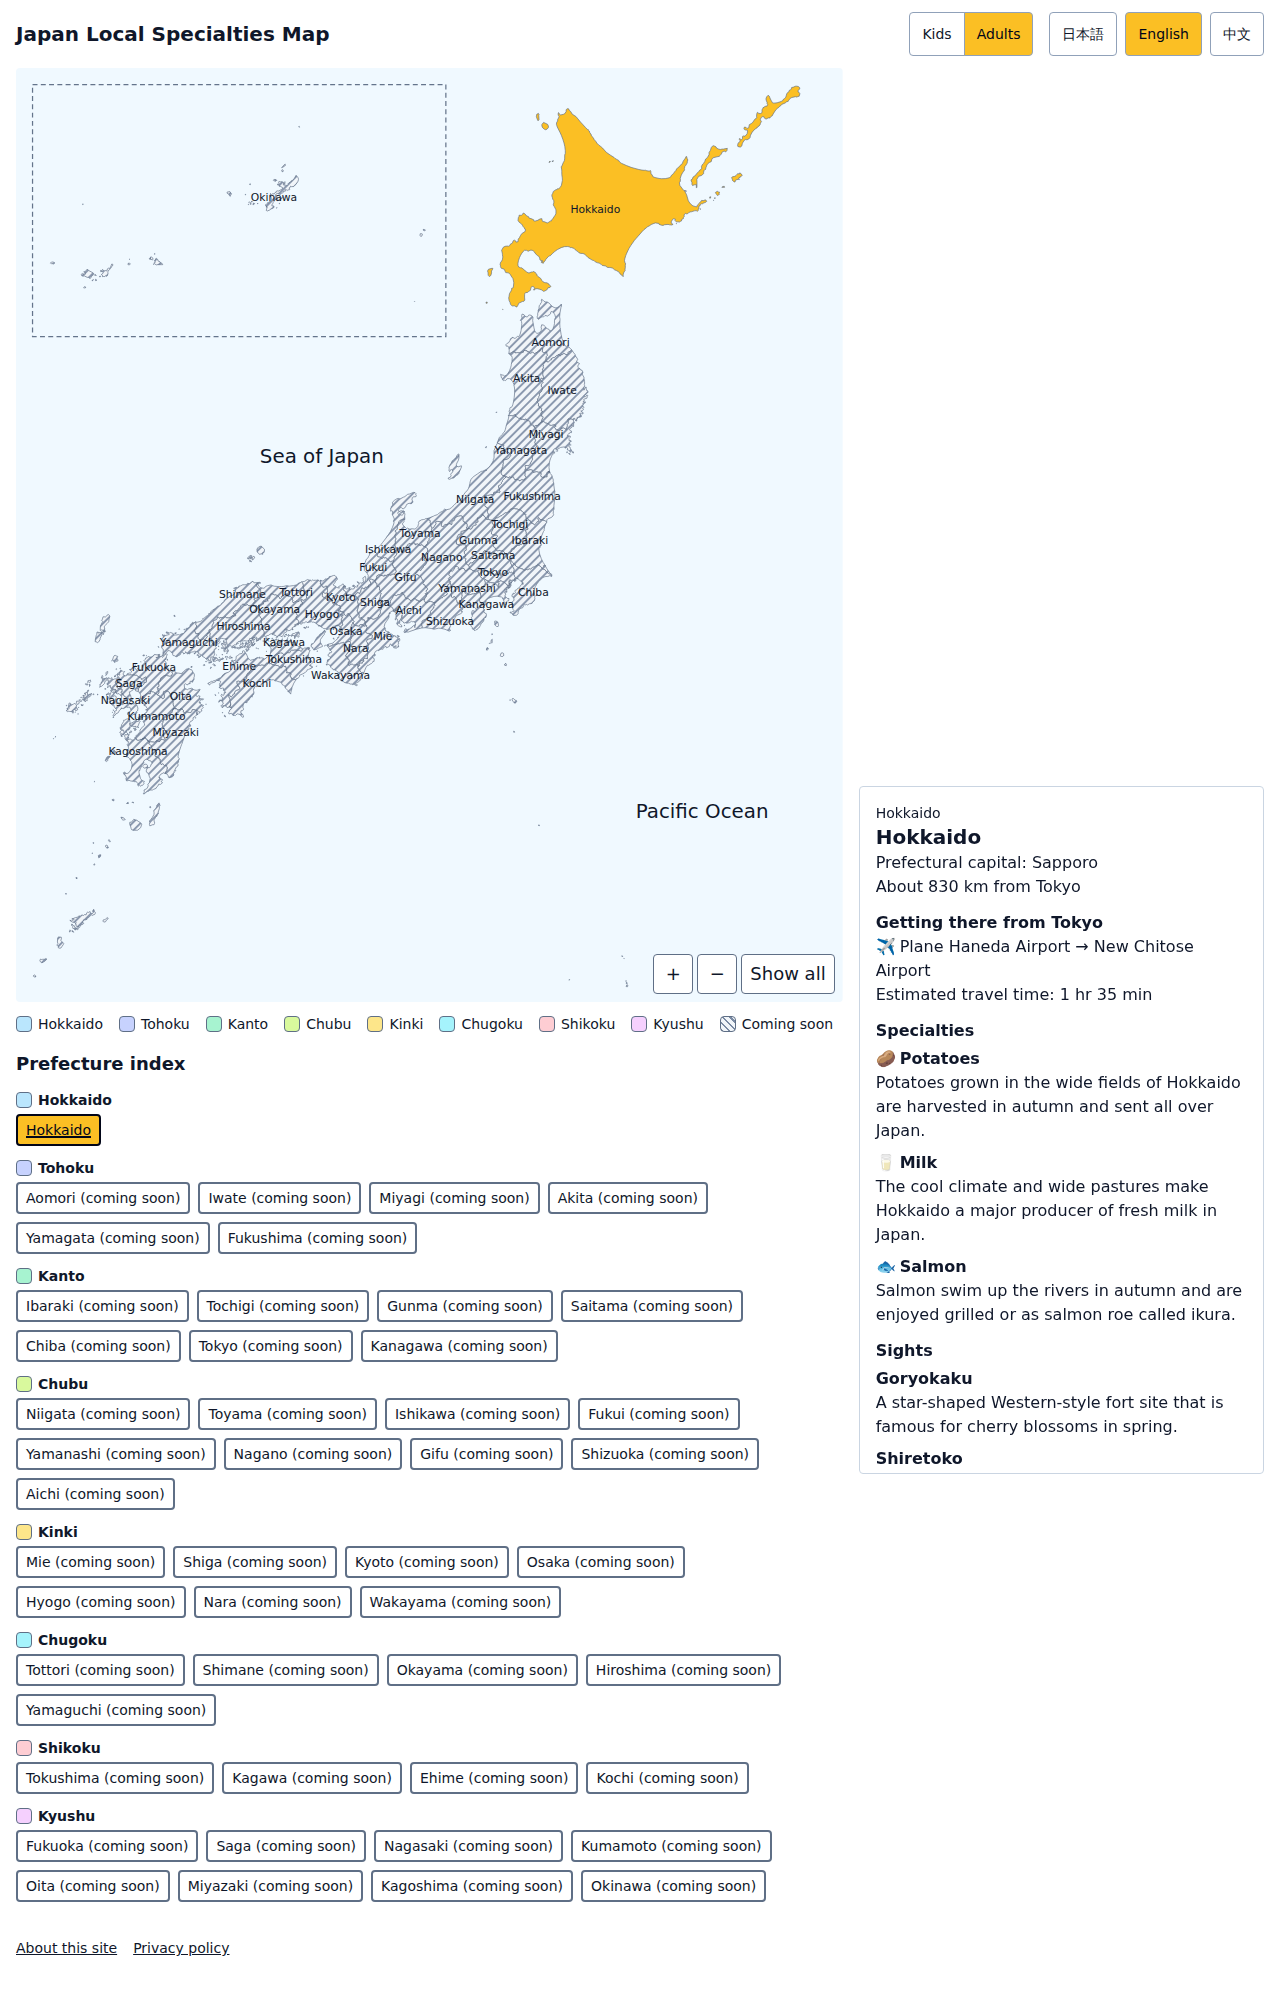 Japan Local Specialties Map
Kids Adults 日本語 English 中文
Okinawa
Hokkaido
Aomori
Akita
Iwate
Miyagi
Yamagata
Sea of Japan
Niigata Fukushima
Tochigi
Toyama
Gunma Ibaraki
Ishikawa
Nagano Saitama
Fukui
Tokyo
Gifu
Yamanashi
Shimane Tottori Kyoto Shiga Chiba
Kanagawa
Okayama Hyogo Aichi
Shizuoka
Hiroshima Osaka Mie
Yamaguchi Kagawa Nara
Tokushima
Fukuoka Ehime Wakayama
Saga Kochi
Nagasaki Oita
Kumamoto
Miyazaki
Kagoshima
Pacific Ocean
+ − Show all
Hokkaido Tohoku Kanto Chubu Kinki Chugoku Shikoku Kyushu Coming soon
Prefecture index
Hokkaido
Hokkaido
Tohoku
Aomori (coming soon) Iwate (coming soon) Miyagi (coming soon) Akita (coming soon)
Yamagata (coming soon) Fukushima (coming soon)
Kanto
Ibaraki (coming soon) Tochigi (coming soon) Gunma (coming soon) Saitama (coming soon)
Chiba (coming soon) Tokyo (coming soon) Kanagawa (coming soon)
Chubu
Niigata (coming soon) Toyama (coming soon) Ishikawa (coming soon) Fukui (coming soon)
Yamanashi (coming soon) Nagano (coming soon) Gifu (coming soon) Shizuoka (coming soon)
Aichi (coming soon)
Kinki
Mie (coming soon) Shiga (coming soon) Kyoto (coming soon) Osaka (coming soon)
Hyogo (coming soon) Nara (coming soon) Wakayama (coming soon)
Chugoku
Tottori (coming soon) Shimane (coming soon) Okayama (coming soon) Hiroshima (coming soon)
Yamaguchi (coming soon)
Shikoku
Tokushima (coming soon) Kagawa (coming soon) Ehime (coming soon) Kochi (coming soon)
Kyushu
Fukuoka (coming soon) Saga (coming soon) Nagasaki (coming soon) Kumamoto (coming soon)
Oita (coming soon) Miyazaki (coming soon) Kagoshima (coming soon) Okinawa (coming soon)
Hokkaido
Hokkaido
Prefectural capital: Sapporo
About 830 km from Tokyo
Getting there from Tokyo
✈️ Plane Haneda Airport → New Chitose
Airport
Estimated travel time: 1 hr 35 min
Specialties
🥔 Potatoes
Potatoes grown in the wide fields of Hokkaido
are harvested in autumn and sent all over
Japan.
🥛 Milk
The cool climate and wide pastures make
Hokkaido a major producer of fresh milk in
Japan.
🐟 Salmon
Salmon swim up the rivers in autumn and are
enjoyed grilled or as salmon roe called ikura.
Sights
Goryokaku
A star-shaped Western-style fort site that is
famous for cherry blossoms in spring.
Shiretoko
About this site Privacy policy